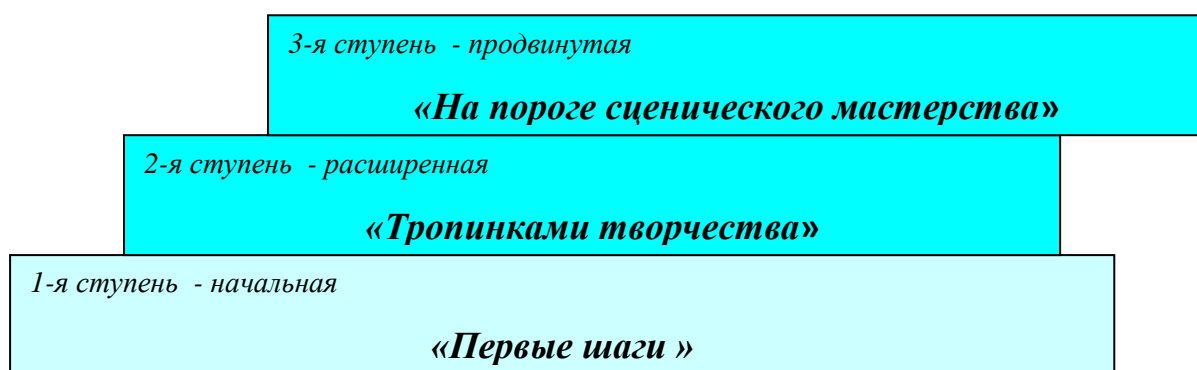 3-я ступень  - продвинутая
«На пороге сценического мастерства»
2-я ступень  - расширенная
«Тропинками творчества»
1-я ступень  - начальная
«Первые шаги »